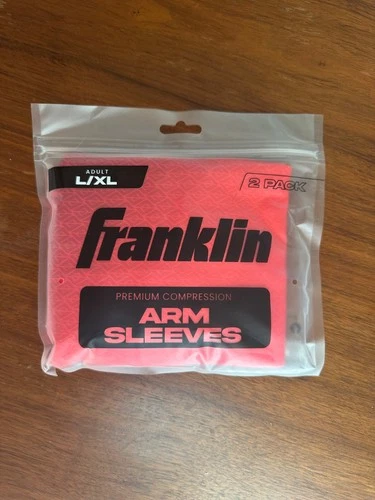 ADULT
L/XL
2 PACK
Franklin
PREMIUM COMPRESSION
ARM
SLEEVES